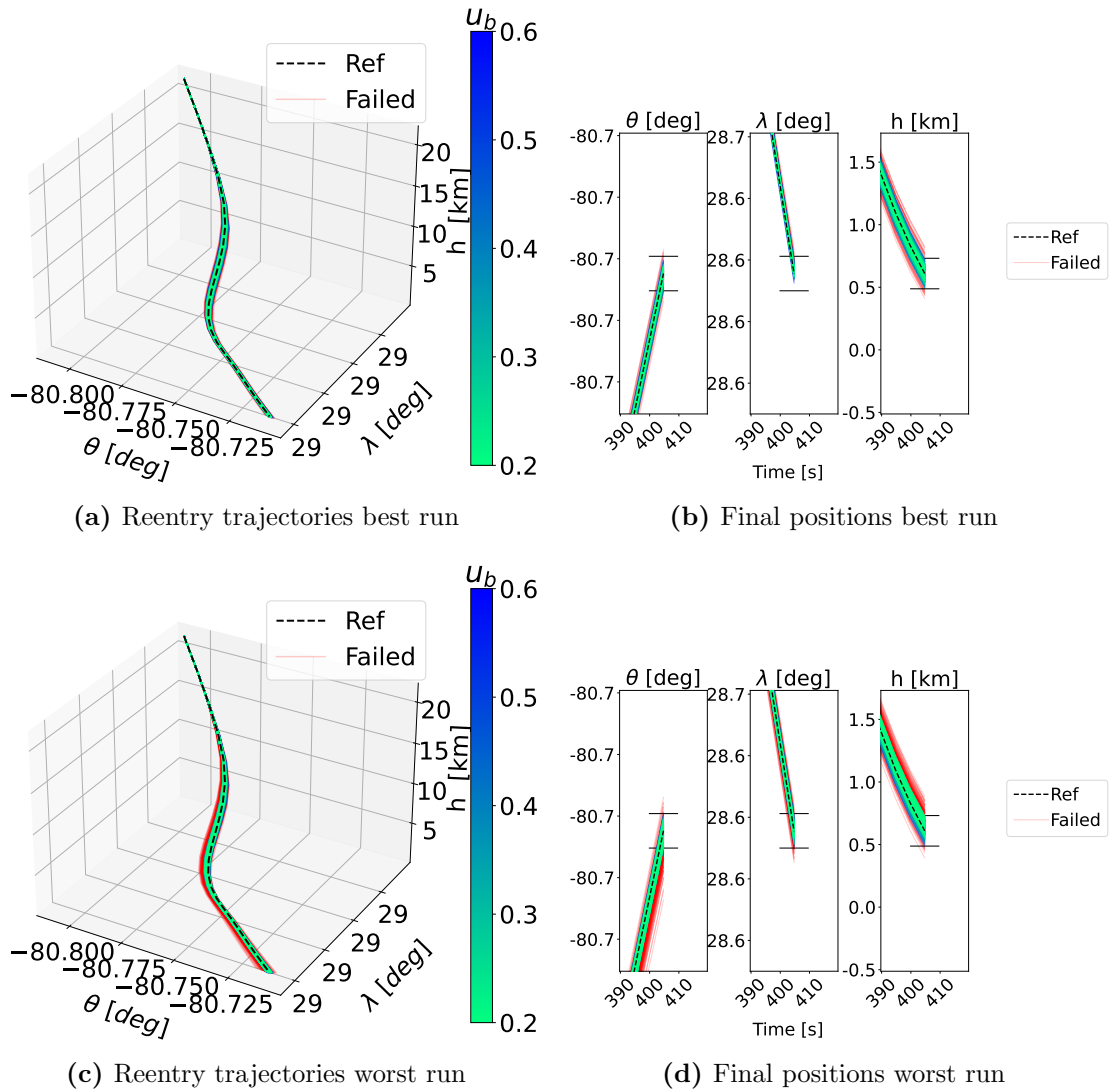 u_b
0.6
0.5
0.4
0.3
0.2
Ref
Failed
20
15
10
5
h [km]
−80.800
−80.775
−80.750
−80.725
θ [deg]
29
29
29
29
λ [deg]
(a) Reentry trajectories best run
θ [deg]
λ [deg]
h [km]
-80.7
-80.7
-80.7
-80.7
-80.7
28.7
28.6
28.6
28.6
28.6
1.5
1.0
0.5
0.0
-0.5
390
400
410
390
400
410
390
400
410
Time [s]
Ref
Failed
(b) Final positions best run
u_b
0.6
0.5
0.4
0.3
0.2
Ref
Failed
20
15
10
5
h [km]
−80.800
−80.775
−80.750
−80.725
θ [deg]
29
29
29
29
λ [deg]
(c) Reentry trajectories worst run
θ [deg]
λ [deg]
h [km]
-80.7
-80.7
-80.7
-80.7
-80.7
28.7
28.6
28.6
28.6
28.6
1.5
1.0
0.5
0.0
-0.5
390
400
410
390
400
410
390
400
410
Time [s]
Ref
Failed
(d) Final positions worst run